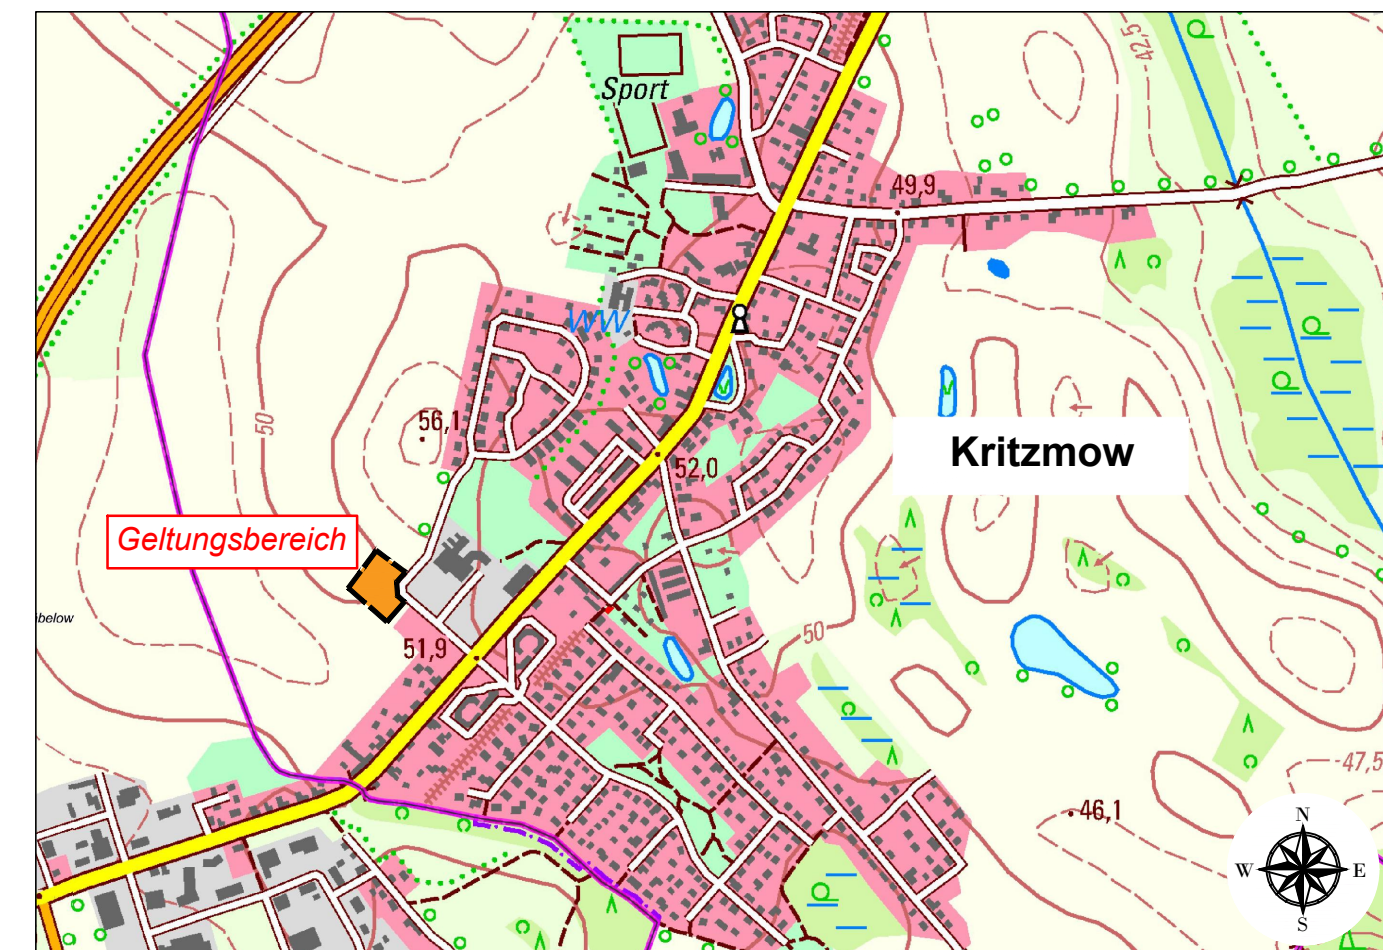 42,5
Sport
49,9
WW
50
56,1
Kritzmow
52,0
Geltungsbereich
below
50
51,9
-47,5
46,1
N
W
E
S